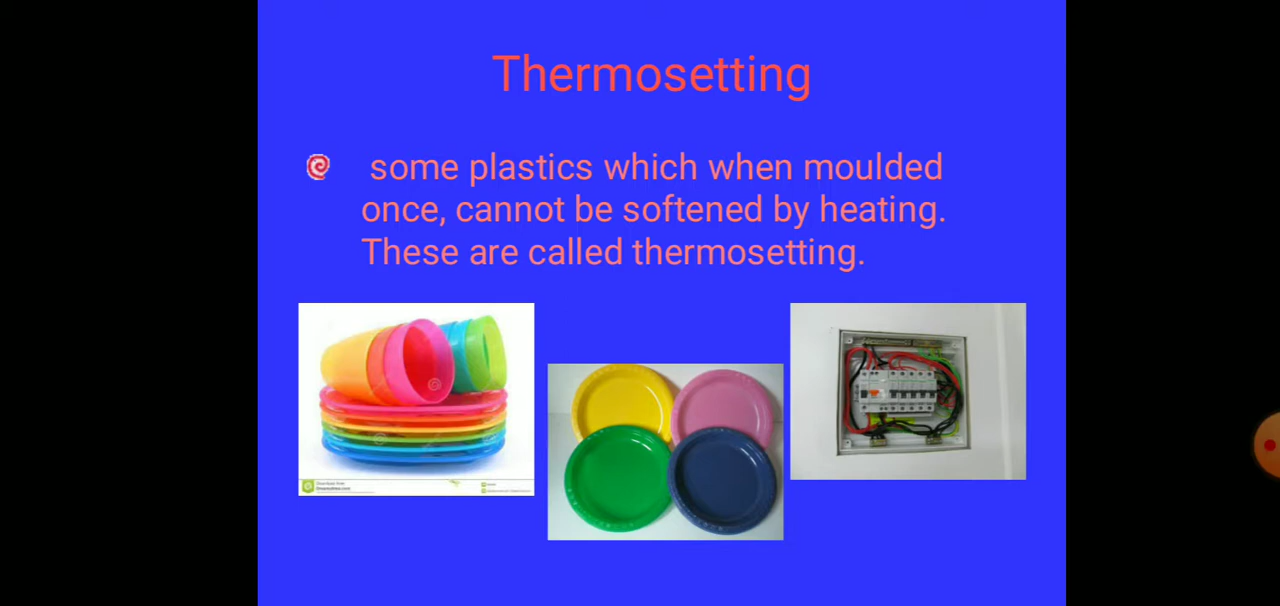 Thermosetting
some plastics which when moulded
once, cannot be softened by heating.
These are called thermosetting.